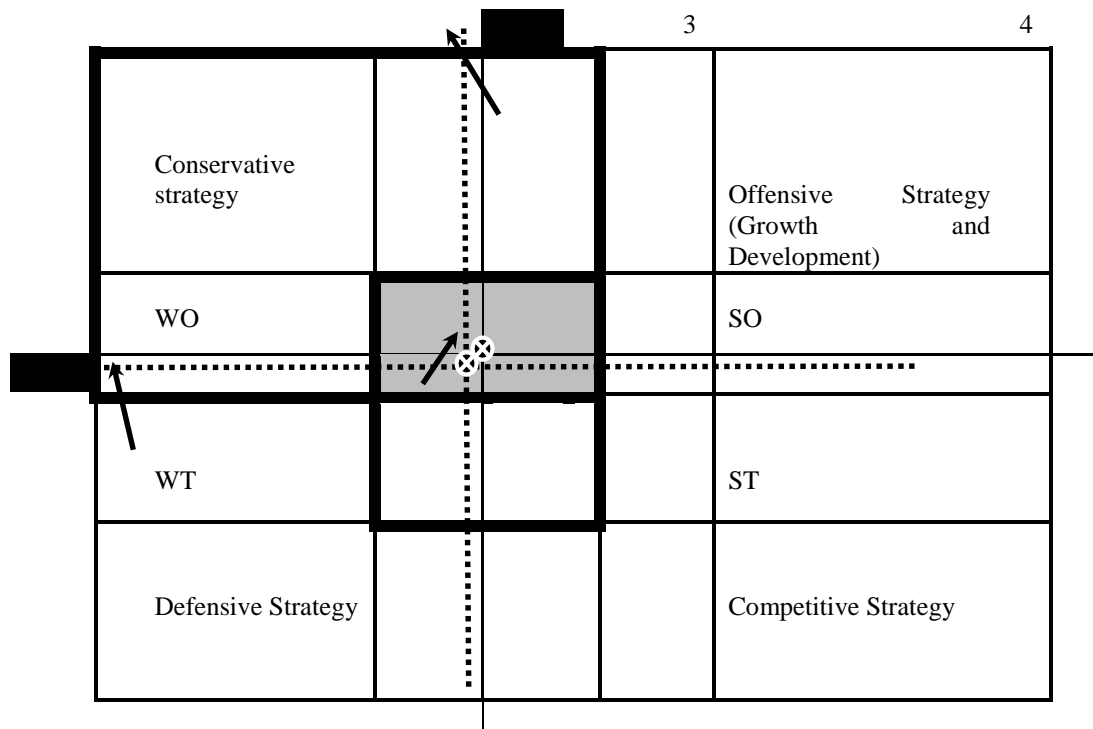 3
4
Conservative
strategy
Offensive Strategy
(Growth and
Development)
WO
SO
WT
ST
Defensive Strategy
Competitive Strategy